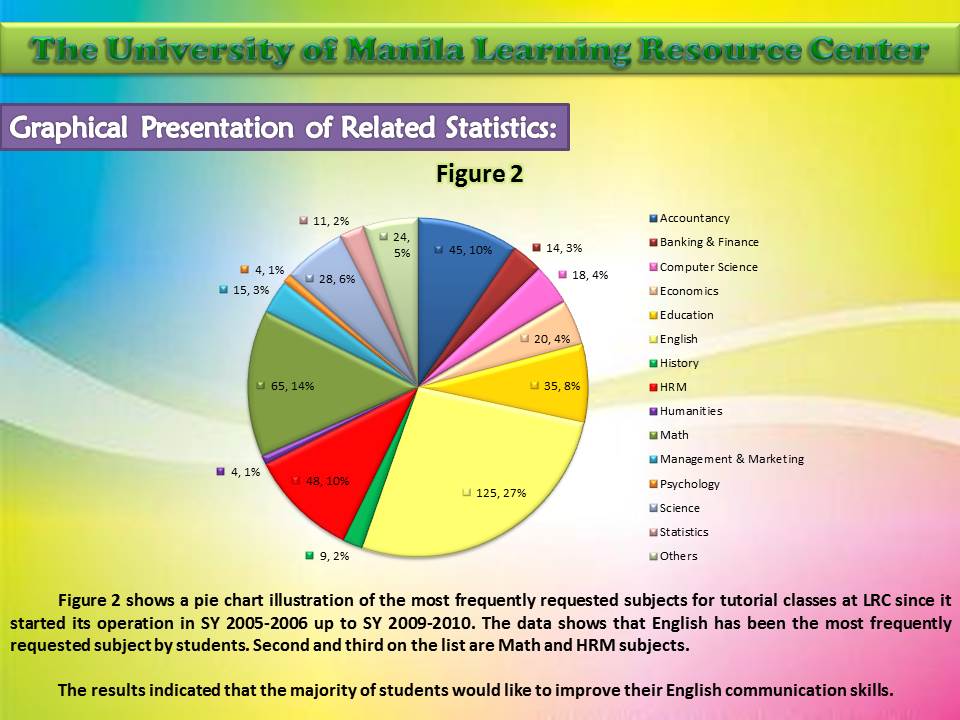 The University of Manila Learning Resource Center
Graphical Presentation of Related Statistics:
Figure 2
11, 2%
24,
5%
45, 10%
14, 3%
18, 4%
4, 1%
28, 6%
15, 3%
20, 4%
65, 14%
35, 8%
4, 1%
48, 10%
125, 27%
9, 2%
Accountancy
Banking & Finance
Computer Science
Economics
Education
English
History
HRM
Humanities
Math
Management & Marketing
Psychology
Science
Statistics
Others
Figure 2 shows a pie chart illustration of the most frequently requested subjects for tutorial classes at LRC since it
started its operation in SY 2005-2006 up to SY 2009-2010. The data shows that English has been the most frequently
requested subject by students. Second and third on the list are Math and HRM subjects.
The results indicated that the majority of students would like to improve their English communication skills.